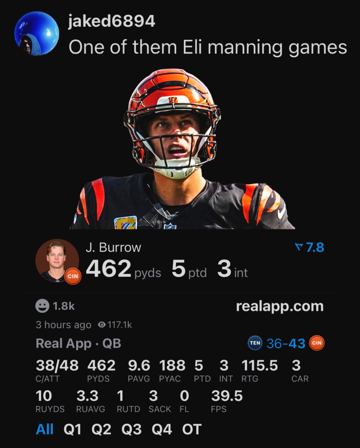 jaked6894
One of them Eli manning games
J. Burrow
7.8
462 pyds 5 ptd 3 int
CIN
1.8k
realapp.com
3 hours ago 117.1k
Real App · QB
TEN 36-43 CIN
38/48 462 9.6 188 5 3 115.5 3
C/ATT PYDS PAVG PYAC PTD INT RTG CAR
10 3.3 1 3 0 39.5
RUYDS RUAVG RUTD SACK FL FPS
All Q1 Q2 Q3 Q4 OT